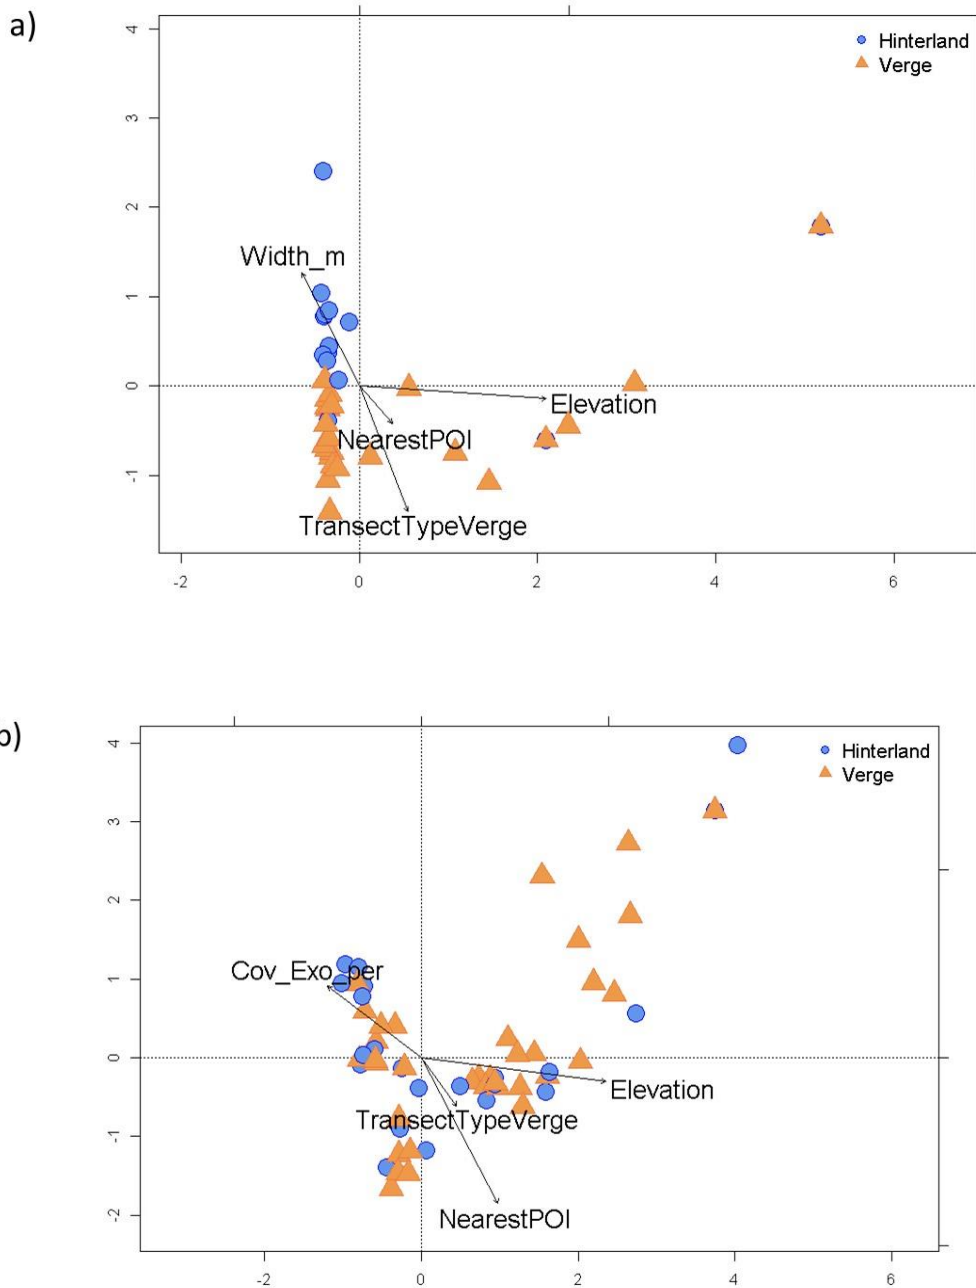 a)
4
3
2
1
0
-1
-2
0
2
4
6
Hinterland
Verge
Width_m
Elevation
NearestPOI
TransectTypeVerge
b)
4
3
2
1
0
-1
-2
-2
0
2
4
6
Hinterland
Verge
Cov_Exo_per
Elevation
TransectTypeVerge
NearestPOI